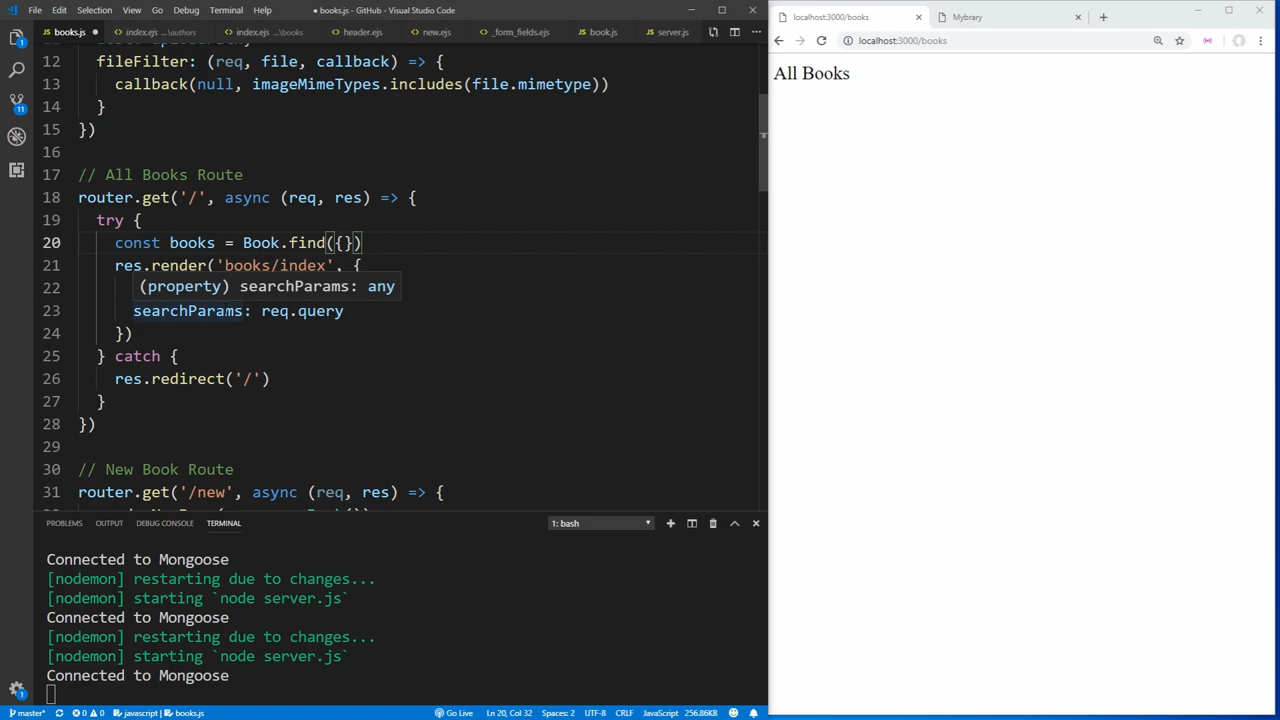 File Edit Selection View Go Debug Terminal Help
● books.js - GitHub - Visual Studio Code
JS books.js ● index.ejs ...\authors index.ejs ...\books header.ejs new.ejs _form_fields.ejs JS book.js JS server.js
12 fileFilter: (req, file, callback) => {
13 callback(null, imageMimeTypes.includes(file.mimetype))
14 }
15 })
16
17 // All Books Route
18 router.get('/', async (req, res) => {
19 try {
20 const books = Book.find({})
21 res.render('books/index', {
22 (property) searchParams: any
23 searchParams: req.query
24 })
25 } catch {
26 res.redirect('/')
27 }
28 })
29
30 // New Book Route
31 router.get('/new', async (req, res) => {
PROBLEMS OUTPUT DEBUG CONSOLE TERMINAL 1: bash
Connected to Mongoose
[nodemon] restarting due to changes...
[nodemon] starting `node server.js`
Connected to Mongoose
[nodemon] restarting due to changes...
[nodemon] starting `node server.js`
Connected to Mongoose
11
1
master* 0 0 javascript books.js Go Live Ln 20, Col 32 Spaces: 2 UTF-8 CRLF JavaScript 256.86KB
localhost:3000/books Mybrary
localhost:3000/books
All Books